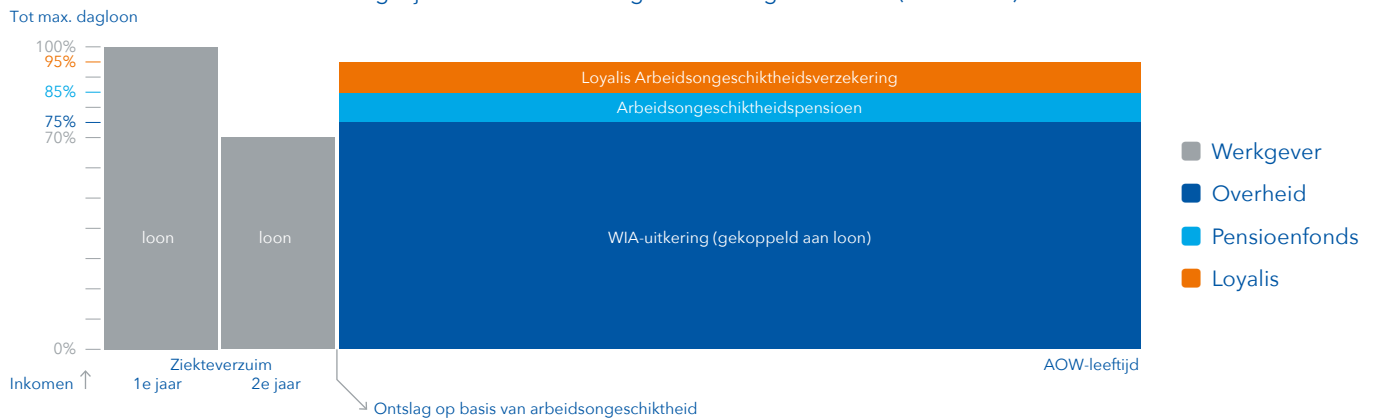 Tot max. dagloon
100%
95%
85%
75%
70%
0%
loon
loon
Loyalis Arbeidsongeschiktheidsverzekering
Arbeidsongeschiktheidspensioen
WIA-uitkering (gekoppeld aan loon)
Werkgever
Overheid
Pensioenfonds
Loyalis
Ziekteverzuim
AOW-leeftijd
Inkomen
1e jaar
2e jaar
Ontslag op basis van arbeidsongeschiktheid